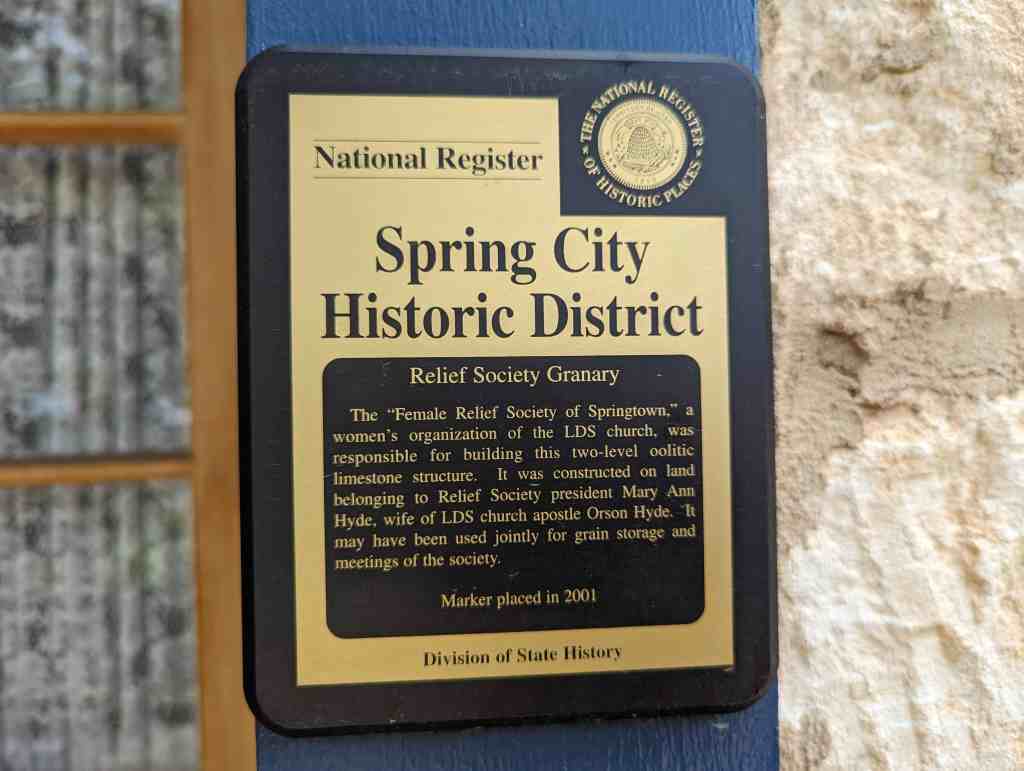 National Register
THE NATIONAL REGISTER
OF HISTORIC PLACES
Spring City
Historic District
Relief Society Granary
The “Female Relief Society of Springtown,” a
women’s organization of the LDS church, was
responsible for building this two-level oolitic
limestone structure. It was constructed on land
belonging to Relief Society president Mary Ann
Hyde, wife of LDS church apostle Orson Hyde. It
may have been used jointly for grain storage and
meetings of the society.
Marker placed in 2001
Division of State History